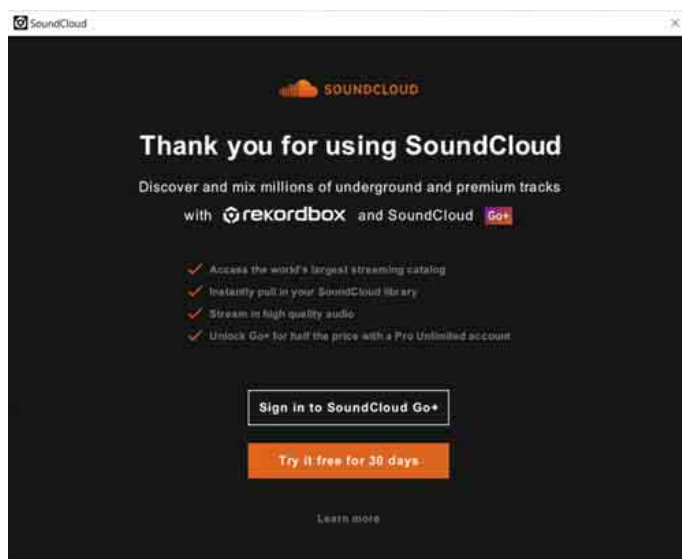 SoundCloud
SOUNDCLOUD
Thank you for using SoundCloud
Discover and mix millions of underground and premium tracks
with rekordbox and SoundCloud Go+
Access the world's largest streaming catalog
Instantly pull in your SoundCloud library
Stream in high quality audio
Unlock Go+ for half the price with a Pro Unlimited account
Sign in to SoundCloud Go+
Try it free for 30 days
Learn more